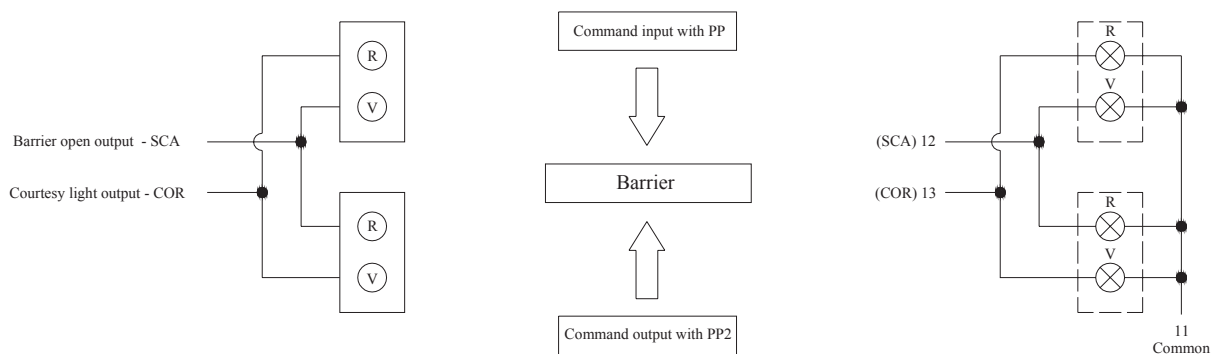 R
V
Barrier open output - SCA
Courtesy light output - COR
R
V
Command input with PP
Barrier
Command output with PP2
R
V
(SCA) 12
(COR) 13
R
V
11
Common